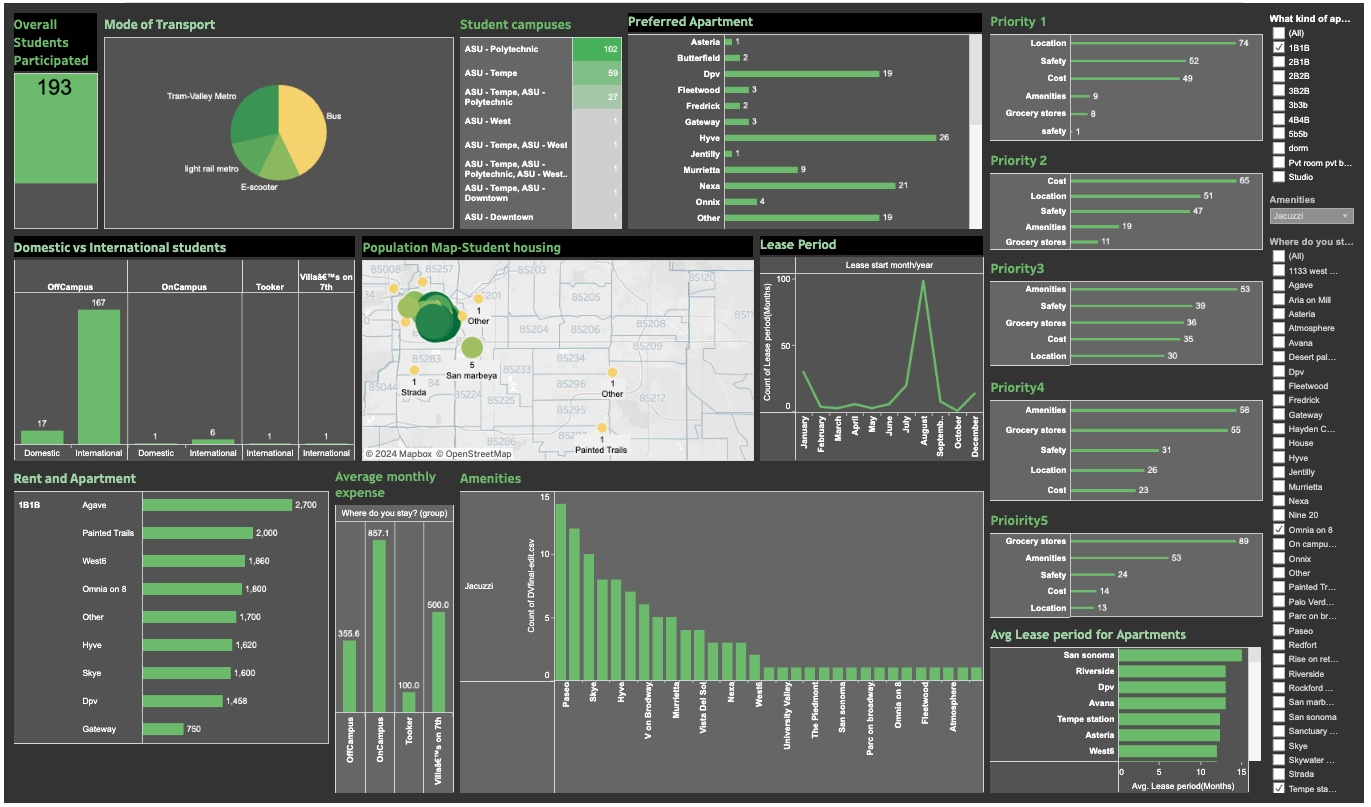 Overall
Students
Participated
193
Mode of Transport
Tram-Valley Metro
Bus
light rail metro
E-scooter
Student campuses
ASU - Polytechnic 102
ASU - Tempe 59
ASU - Tempe, ASU -
Polytechnic 27
ASU - West 1
ASU - Tempe, ASU - West 1
ASU - Tempe, ASU -
Polytechnic, ASU - West.. 1
ASU - Tempe, ASU -
Downtown 1
ASU - Downtown 1
Preferred Apartment
Asteria 1
Butterfield 2
Dpv 19
Fleetwood 3
Fredrick 2
Gateway 3
Hyve 26
Jentilly 1
Murrietta 9
Nexa 21
Onnix 4
Other 19
Domestic vs International students
OffCampus OnCampus Tooker Villaâ€™s on
7th
17 167 1 6 1 1
Domestic International Domestic International International International
Population Map-Student housing
85008 85257 85203 85120
85205
85201
1
Other
85204 85206 85208 85209
85283
5
San marbeya
85234
85233
1
Strada
85044 84 85224 85296
1
Other
85212
85225 85295
85286 85297
1
Painted Trails
© 2024 Mapbox © OpenStreetMap
Lease Period
Lease start month/year
Count of Lease period(Months)
100
50
0
January
February
March
April
May
June
July
August
Septemb..
October
December
Rent and Apartment
1B1B
Agave 2,700
Painted Trails 2,000
West6 1,860
Omnia on 8 1,800
Other 1,700
Hyve 1,620
Skye 1,600
Dpv 1,458
Gateway 750
Average monthly
expense
Where do you stay? (group)
355.6
857.1
100.0
500.0
OffCampus
OnCampus
Tooker
Villaâ€™s on 7th
Amenities
Jacuzzi
Count of DV/final-edit.csv
15
10
5
0
Paseo
Skye
Hyve
V on Brodway
Murrietta
Vista Del Sol
Nexa
West6
University Valley
The Piedmont
San sonoma
Parc on broadway
Omnia on 8
Fleetwood
Atmosphere
Priority 1
Location 74
Safety 52
Cost 49
Amenities 9
Grocery stores 8
safety 1
Priority 2
Cost 65
Location 51
Safety 47
Amenities 19
Grocery stores 11
Priority3
Amenities 53
Safety 39
Grocery stores 36
Cost 35
Location 30
Priority4
Amenities 58
Grocery stores 55
Safety 31
Location 26
Cost 23
Prioirity5
Grocery stores 89
Amenities 53
Safety 24
Cost 14
Location 13
Avg Lease period for Apartments
San sonoma
Riverside
Dpv
Avana
Tempe station
Asteria
West6
0 5 10 15
Avg. Lease period(Months)
What kind of ap...
(All)
1B1B
2B1B
2B2B
3B2B
3b3b
4B4B
5b5b
dorm
Pvt room pvt b...
Studio
Amenities
Jacuzzi
Where do you st...
(All)
1133 west ...
Agave
Aria on Mill
Asteria
Atmosphere
Avana
Desert pal...
Dpv
Fleetwood
Fredrick
Gateway
Hayden C...
House
Hyve
Jentilly
Murrietta
Nexa
Nine 20
Omnia on 8
On campu...
Onnix
Other
Painted Tr...
Palo Verd...
Parc on br...
Paseo
Redfort
Rise on ret...
Riverside
Rockford ...
San marb...
San sonoma
Sanctuary ...
Skye
Skywater ...
Strada
Tempe sta...